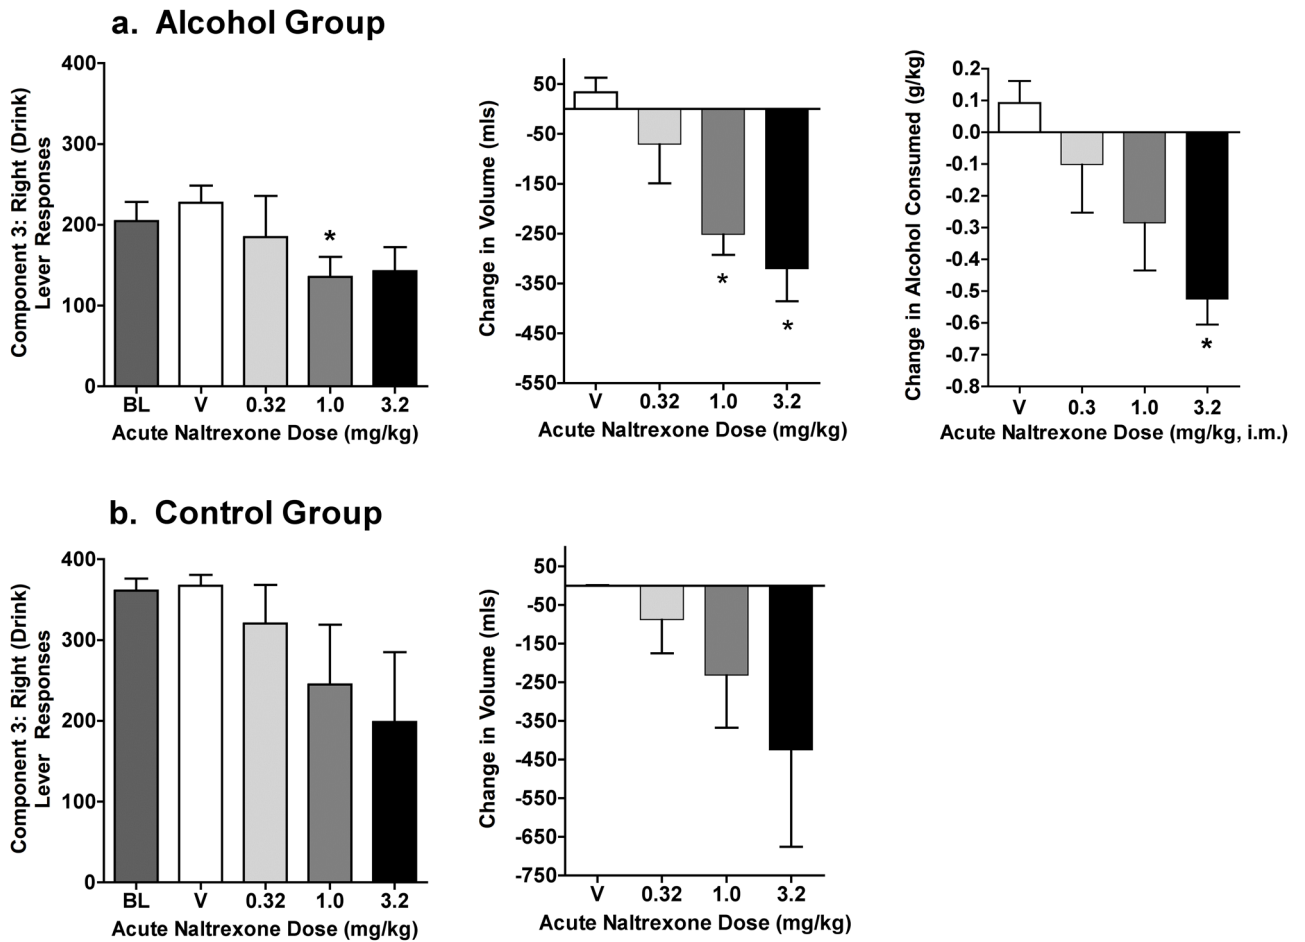 a. Alcohol Group
Component 3: Right (Drink)
Lever Responses
400
300
200
100
0
*
BL V 0.32 1.0 3.2
Acute Naltrexone Dose (mg/kg)
Change in Volume (mls)
50
-50
-150
-250
-350
-450
-550
*
*
V 0.32 1.0 3.2
Acute Naltrexone Dose (mg/kg)
Change in Alcohol Consumed (g/kg)
0.2
0.1
0.0
-0.1
-0.2
-0.3
-0.4
-0.5
-0.6
-0.7
-0.8
*
V 0.3 1.0 3.2
Acute Naltrexone Dose (mg/kg, i.m.)
b. Control Group
Component 3: Right (Drink)
Lever Responses
400
300
200
100
0
BL V 0.32 1.0 3.2
Acute Naltrexone Dose (mg/kg)
Change in Volume (mls)
50
-50
-150
-250
-350
-450
-550
-650
-750
V 0.32 1.0 3.2
Acute Naltrexone Dose (mg/kg)